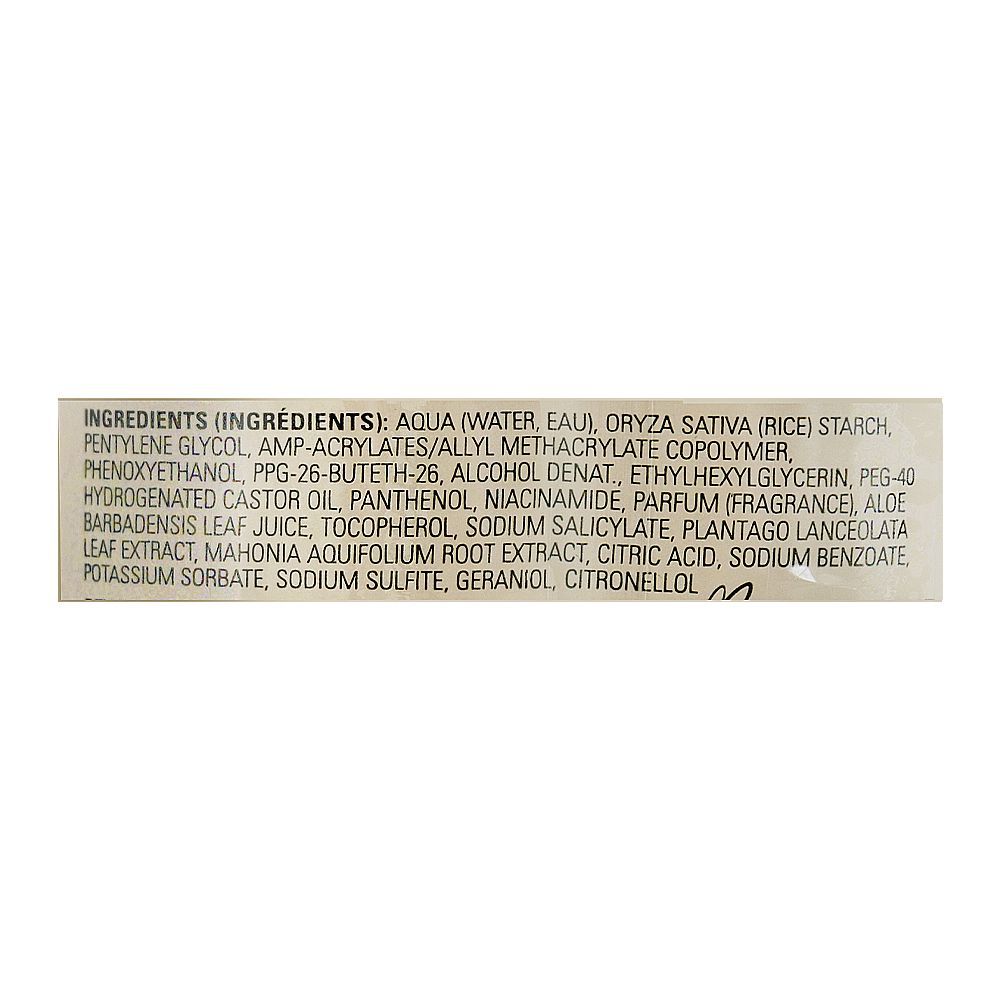 INGREDIENTS (INGRÉDIENTS): AQUA (WATER, EAU), ORYZA SATIVA (RICE) STARCH,
PENTYLENE GLYCOL, AMP-ACRYLATES/ALLYL METHACRYLATE COPOLYMER,
PHENOXYETHANOL, PPG-26-BUTETH-26, ALCOHOL DENAT., ETHYLHEXYLGLYCERIN, PEG-40
HYDROGENATED CASTOR OIL, PANTHENOL, NIACINAMIDE, PARFUM (FRAGRANCE), ALOE
BARBADENSIS LEAF JUICE, TOCOPHEROL, SODIUM SALICYLATE, PLANTAGO LANCEOLATA
LEAF EXTRACT, MAHONIA AQUIFOLIUM ROOT EXTRACT, CITRIC ACID, SODIUM BENZOATE,
POTASSIUM SORBATE, SODIUM SULFITE, GERANIOL, CITRONELLOL